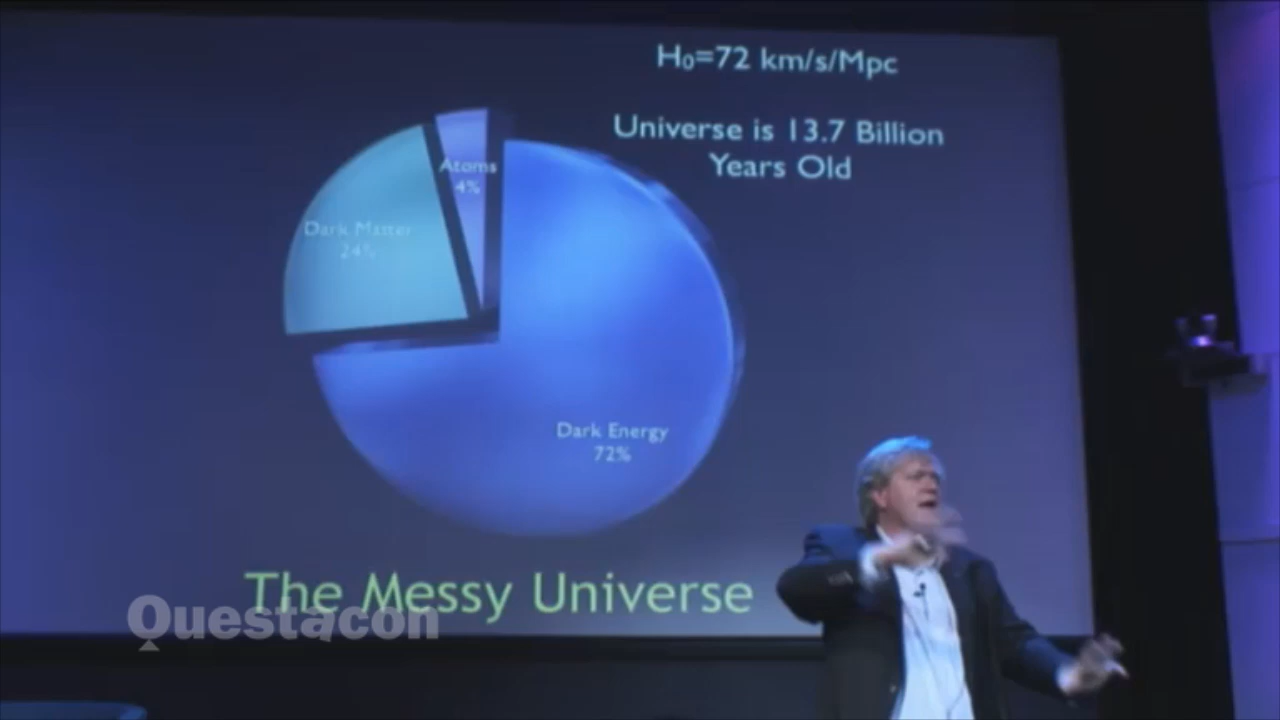 H₀=72 km/s/Mpc
Universe is 13.7 Billion
Years Old
Atoms
4%
Dark Matter
24%
Dark Energy
72%
The Messy Universe
Questacon